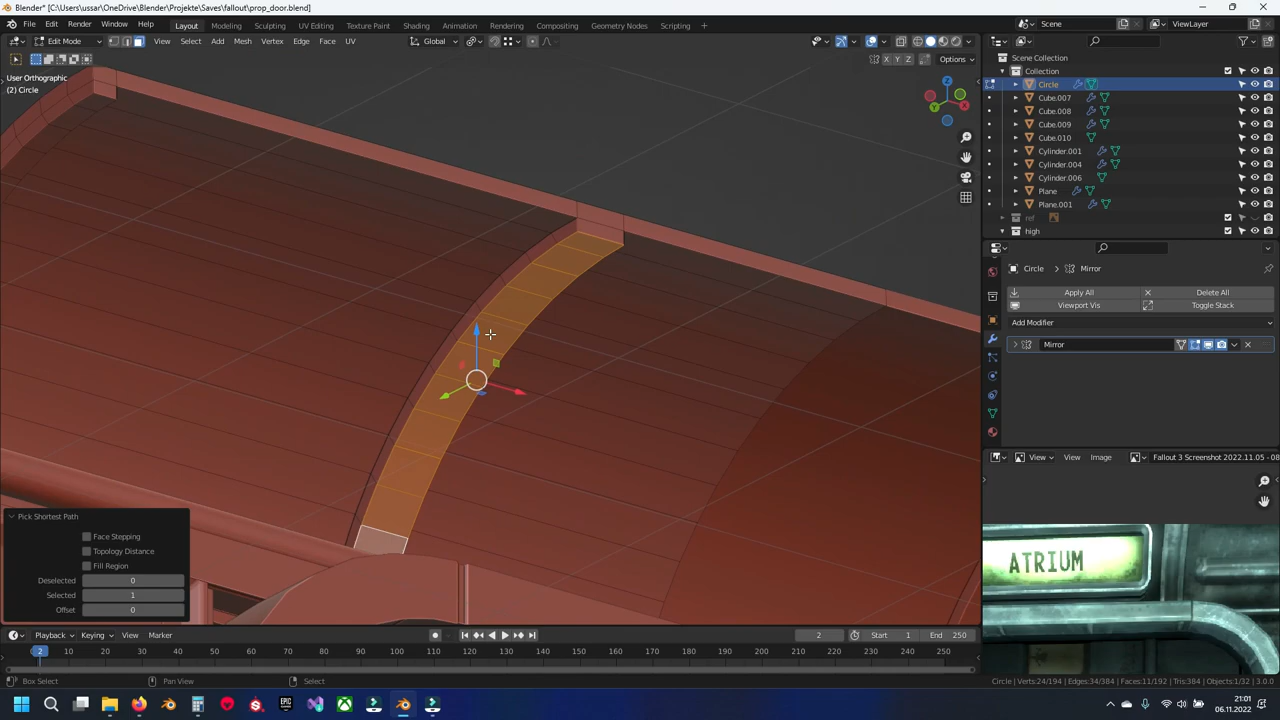 Blender* [C:\Users\ussar\OneDrive\Blender\Projekte\Saves\fallout\prop_door.blend]
File Edit Render Window Help Layout Modeling Sculpting UV Editing Texture Paint Shading Animation Rendering Compositing Geometry Nodes Scripting + Scene ViewLayer
Edit Mode View Select Add Mesh Vertex Edge Face UV Global
X Y Z Options
User Orthographic
(2) Circle
Scene Collection
Collection
Circle
Cube.007
Cube.008
Cube.009
Cube.010
Cylinder.001
Cylinder.004
Cylinder.006
Plane
Plane.001
ref
high
Circle > Mirror
Apply All Delete All
Viewport Vis Toggle Stack
Add Modifier
Mirror
View View Image Fallout 3 Screenshot 2022.11.05 - 08
ATRIUM
Pick Shortest Path
Face Stepping
Topology Distance
Fill Region
Deselected 0
Selected 1
Offset 0
Playback Keying View Marker 2 Start 1 End 250
2 10 20 30 40 50 60 70 80 90 100 110 120 130 140 150 160 170 180 190 200 210 220 230 240 250
Box Select Pan View Select Circle | Verts:24/194 | Edges:34/384 | Faces:11/192 | Tris:384 | Objects:1/32 | 3.0.0
21:01
06.11.2022